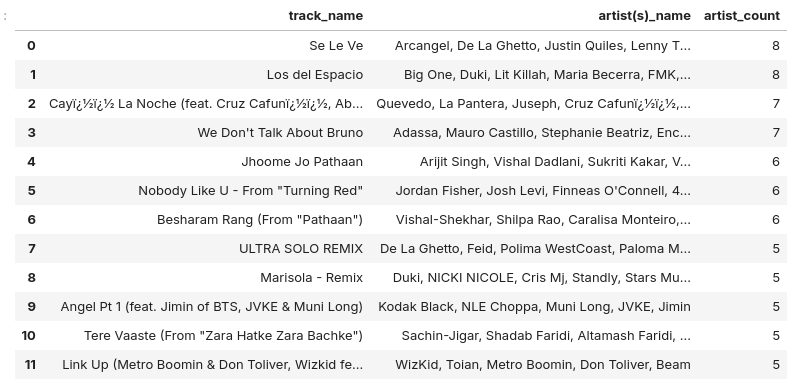 :
track_name artist(s)_name artist_count
0 Se Le Ve Arcangel, De La Ghetto, Justin Quiles, Lenny T... 8
1 Los del Espacio Big One, Duki, Lit Killah, Maria Becerra, FMK,... 8
2 Cayï¿½ï¿½ La Noche (feat. Cruz Cafunï¿½ï¿½, Ab... Quevedo, La Pantera, Juseph, Cruz Cafunï¿½ï¿½,... 7
3 We Don't Talk About Bruno Adassa, Mauro Castillo, Stephanie Beatriz, Enc... 7
4 Jhoome Jo Pathaan Arijit Singh, Vishal Dadlani, Sukriti Kakar, V... 6
5 Nobody Like U - From "Turning Red" Jordan Fisher, Josh Levi, Finneas O'Connell, 4... 6
6 Besharam Rang (From "Pathaan") Vishal-Shekhar, Shilpa Rao, Caralisa Monteiro,... 6
7 ULTRA SOLO REMIX De La Ghetto, Feid, Polima WestCoast, Paloma M... 5
8 Marisola - Remix Duki, NICKI NICOLE, Cris Mj, Standly, Stars Mu... 5
9 Angel Pt 1 (feat. Jimin of BTS, JVKE & Muni Long) Kodak Black, NLE Choppa, Muni Long, JVKE, Jimin 5
10 Tere Vaaste (From "Zara Hatke Zara Bachke") Sachin-Jigar, Shadab Faridi, Altamash Faridi, ... 5
11 Link Up (Metro Boomin & Don Toliver, Wizkid fe... WizKid, Toian, Metro Boomin, Don Toliver, Beam 5